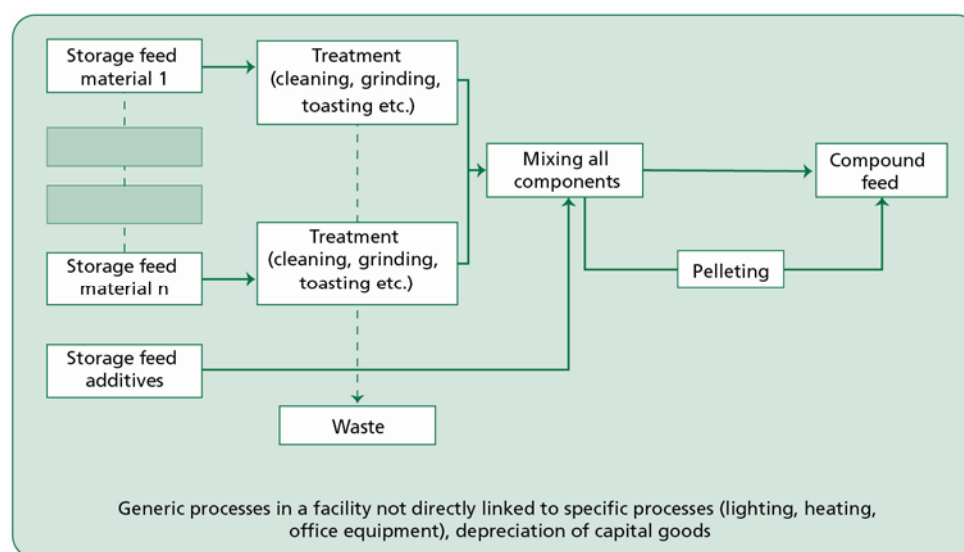 Storage feed
material 1
Treatment
(cleaning, grinding,
toasting etc.)
Mixing all
components
Compound
feed
Treatment
(cleaning, grinding,
toasting etc.)
Storage feed
material n
Pelleting
Storage feed
additives
Waste
Generic processes in a facility not directly linked to specific processes (lighting, heating,
office equipment), depreciation of capital goods